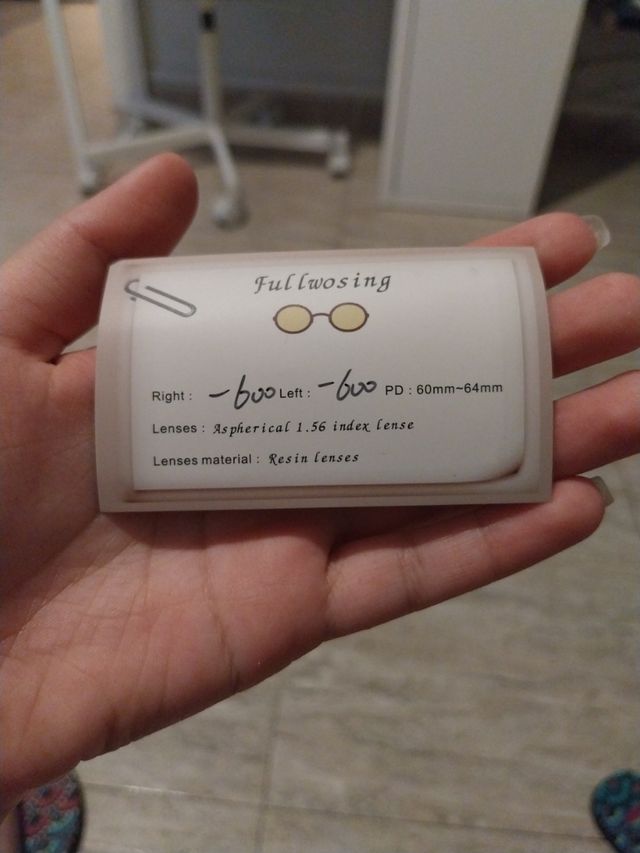 Fullwosing
Right : -600 Left : -600 PD : 60mm~64mm
Lenses : Aspherical 1.56 index lense
Lenses material : Resin lenses